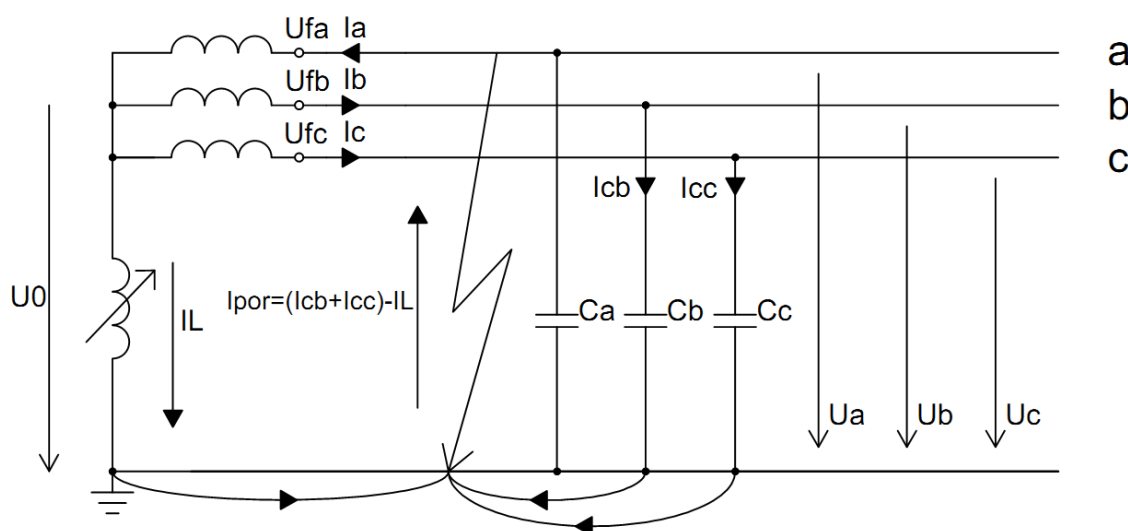 Ufa Ia
a
Ufb Ib
b
Ufc Ic
c
Icb Icc
U0
IL
Ipor=(Icb+Icc)-IL
Ca Cb Cc
Ua Ub Uc